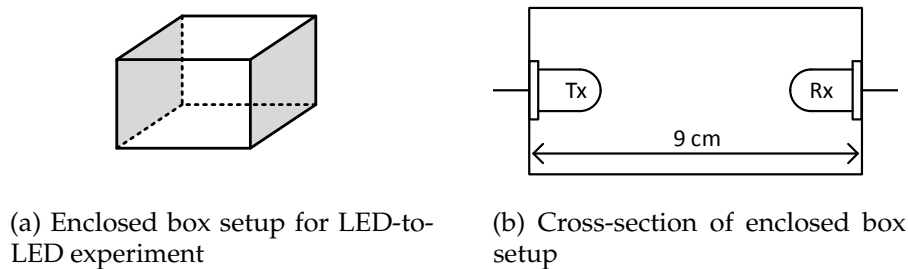 Tx
Rx
9 cm
(a) Enclosed box setup for LED-to-
LED experiment
(b) Cross-section of enclosed box
setup